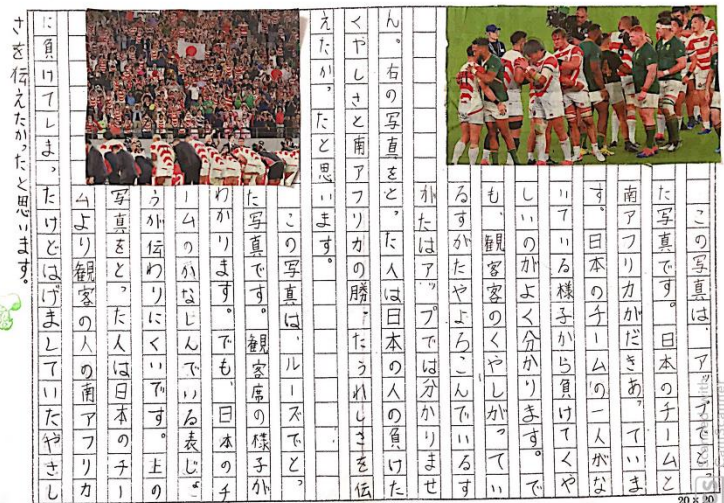 この写真は、アップでとっ
た写真です。日本のチームと
南アフリカがだきあっていま
す。日本のチームの一人がな
いている様子から負けてくや
しいのがよく分かります。で
も、観客客のくやしがってい
るすがたやよろこんでいるす
がたはアップでは分かりませ
ん。右の写真をとった人は日本の人の負けた
くやしさと南アフリカの勝ったうれしさを伝
えたかったと思います。
この写真は、ルーズでとっ
た写真です。観客席の様子が
わかります。でも、日本のチ
ームのかなしんでいる表じょ
うが伝わりにくいです。上の
写真をとった人は日本のチー
ムより観客の人の南アフリカ
に負けてしまったけどはげましていたやさし
さを伝えたかったと思います。
20×20